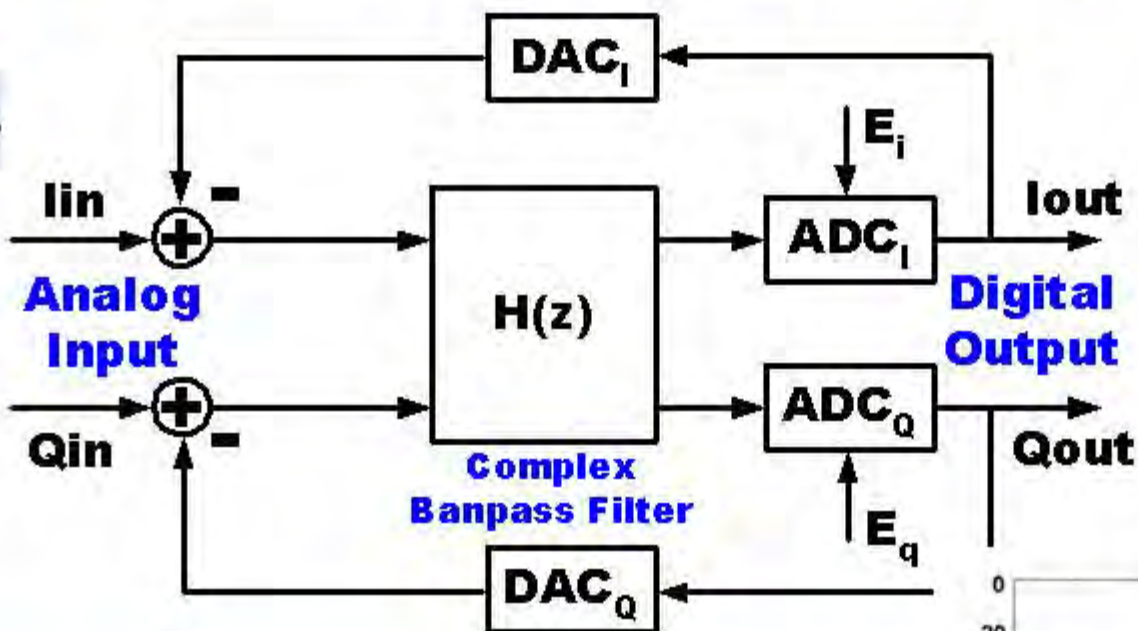 DACI
Ei
Iin
-
Iout
ADCI
Analog
Input
H(z)
Digital
Output
ADCQ
Qin
-
Qout
Complex
Banpass Filter
Eq
DACQ
0